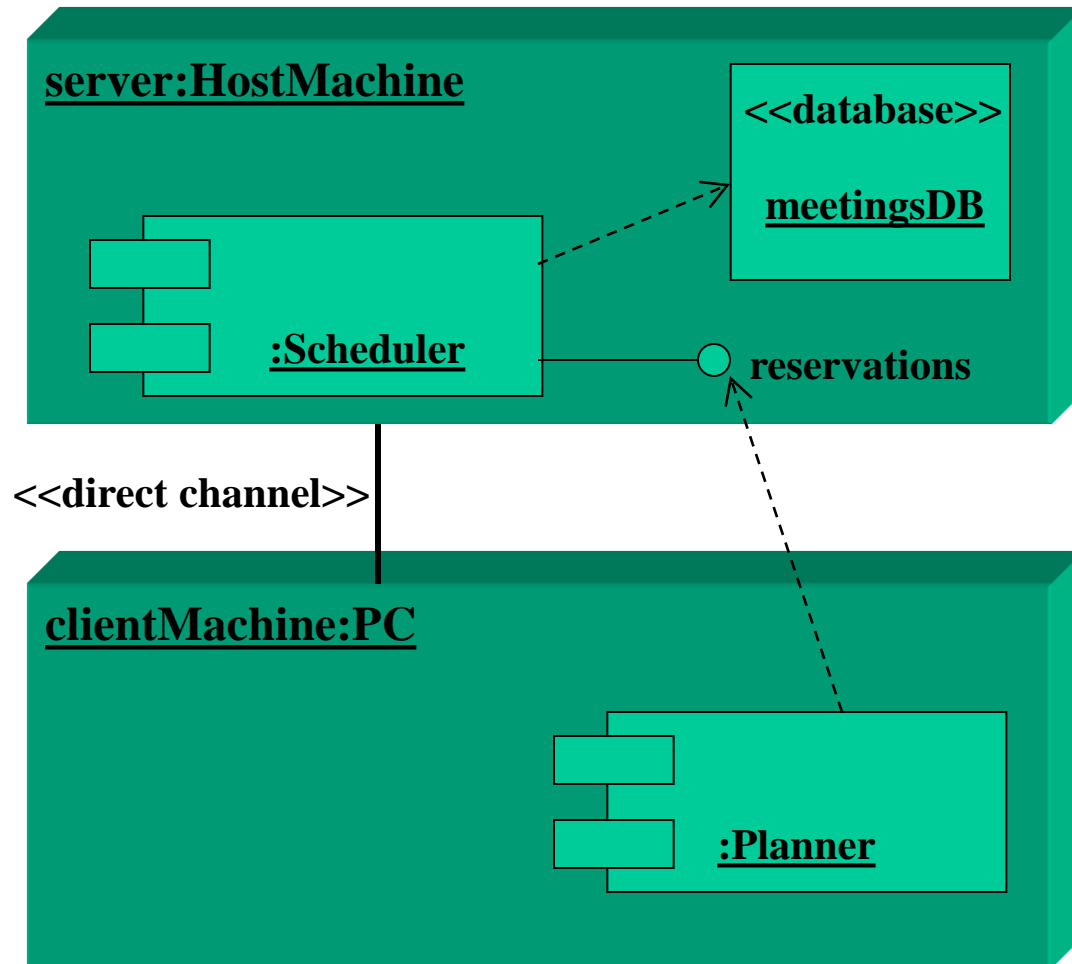 server:HostMachine
<<database>>
meetingsDB
:Scheduler
reservations
<<direct channel>>
clientMachine:PC
:Planner